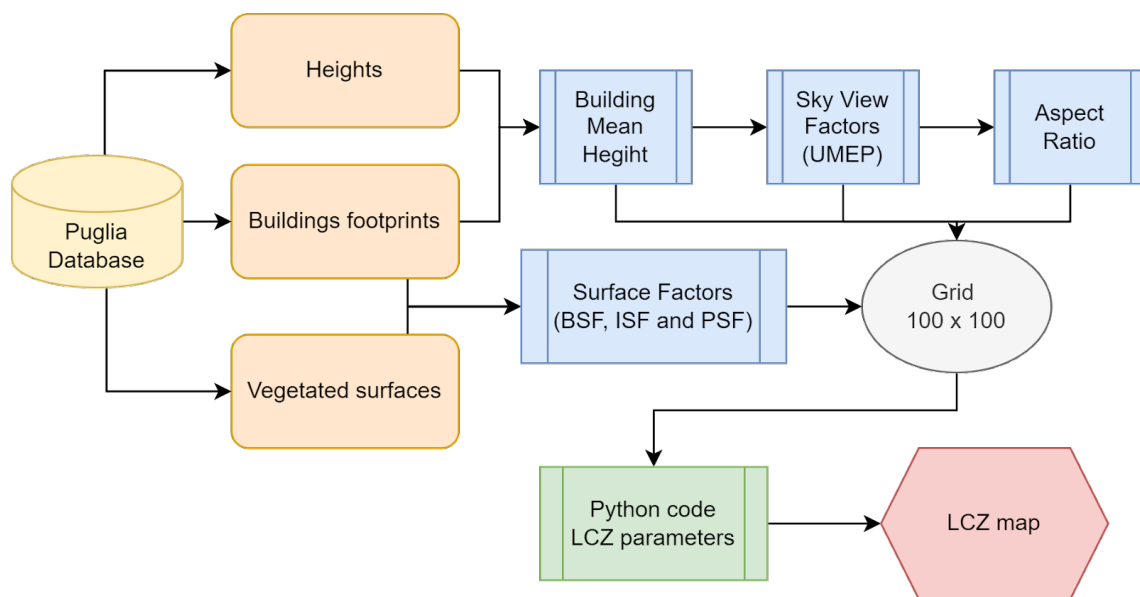 Heights
Building
Mean
Hegiht
Sky View
Factors
(UMEP)
Aspect
Ratio
Puglia
Database
Buildings footprints
Surface Factors
(BSF, ISF and PSF)
Grid
100 x 100
Vegetated surfaces
Python code
LCZ parameters
LCZ map